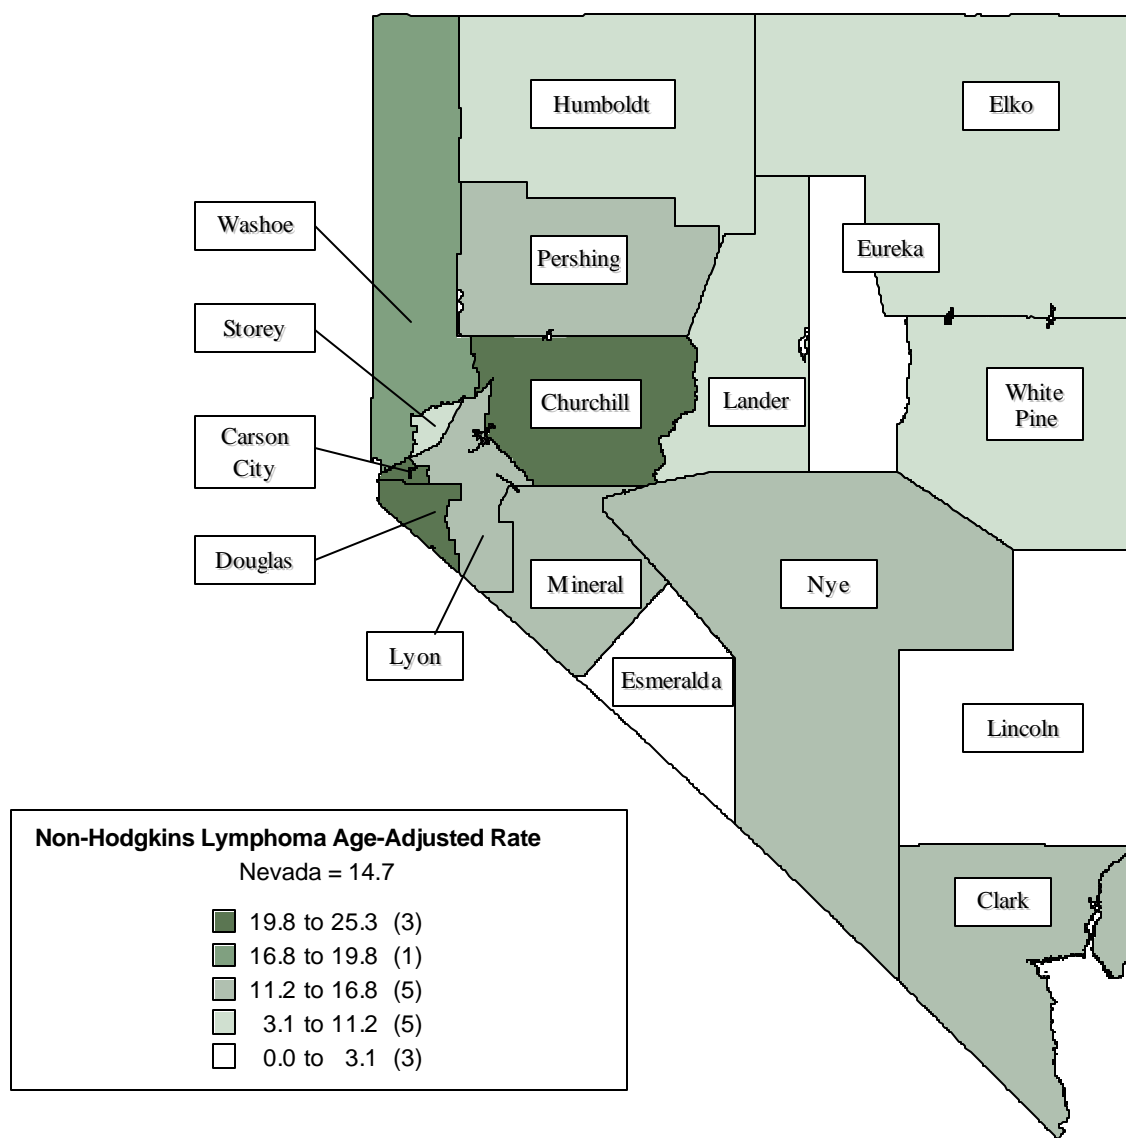 Humboldt
Elko
Washoe
Eureka
Pershing
Storey
White
Pine
Churchill
Lander
Carson
City
Douglas
Mineral
Nye
Lyon
Esmeralda
Lincoln
Non-Hodgkins Lymphoma Age-Adjusted Rate
Nevada = 14.7
19.8 to 25.3 (3)
16.8 to 19.8 (1)
11.2 to 16.8 (5)
3.1 to 11.2 (5)
0.0 to 3.1 (3)
Clark